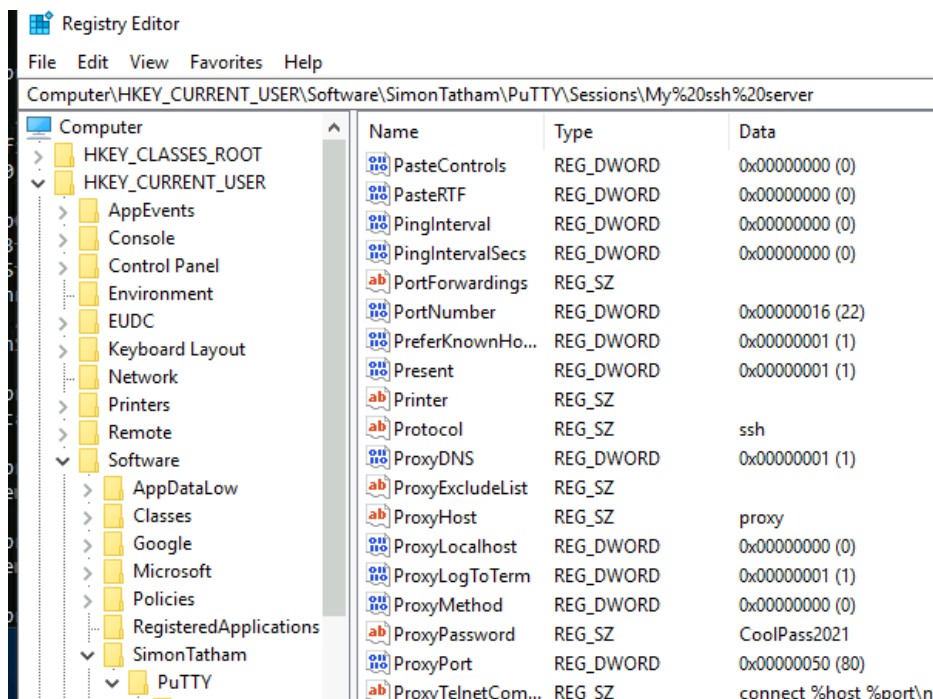 Registry Editor
File Edit View Favorites Help
Computer\HKEY_CURRENT_USER\Software\SimonTatham\PuTTY\Sessions\My%20ssh%20server
Computer
HKEY_CLASSES_ROOT
HKEY_CURRENT_USER
AppEvents
Console
Control Panel
Environment
EUDC
Keyboard Layout
Network
Printers
Remote
Software
AppDataLow
Classes
Google
Microsoft
Policies
RegisteredApplications
SimonTatham
PuTTY
Name Type Data
PasteControls REG_DWORD 0x00000000 (0)
PasteRTF REG_DWORD 0x00000000 (0)
PingInterval REG_DWORD 0x00000000 (0)
PingIntervalSecs REG_DWORD 0x00000000 (0)
PortForwardings REG_SZ
PortNumber REG_DWORD 0x00000016 (22)
PreferKnownHo... REG_DWORD 0x00000001 (1)
Present REG_DWORD 0x00000001 (1)
Printer REG_SZ
Protocol REG_SZ ssh
ProxyDNS REG_DWORD 0x00000001 (1)
ProxyExcludeList REG_SZ
ProxyHost REG_SZ proxy
ProxyLocalhost REG_DWORD 0x00000000 (0)
ProxyLogToTerm REG_DWORD 0x00000001 (1)
ProxyMethod REG_DWORD 0x00000000 (0)
ProxyPassword REG_SZ CoolPass2021
ProxyPort REG_DWORD 0x00000050 (80)
ProxyTelnetCom... REG_SZ connect %host %port\n